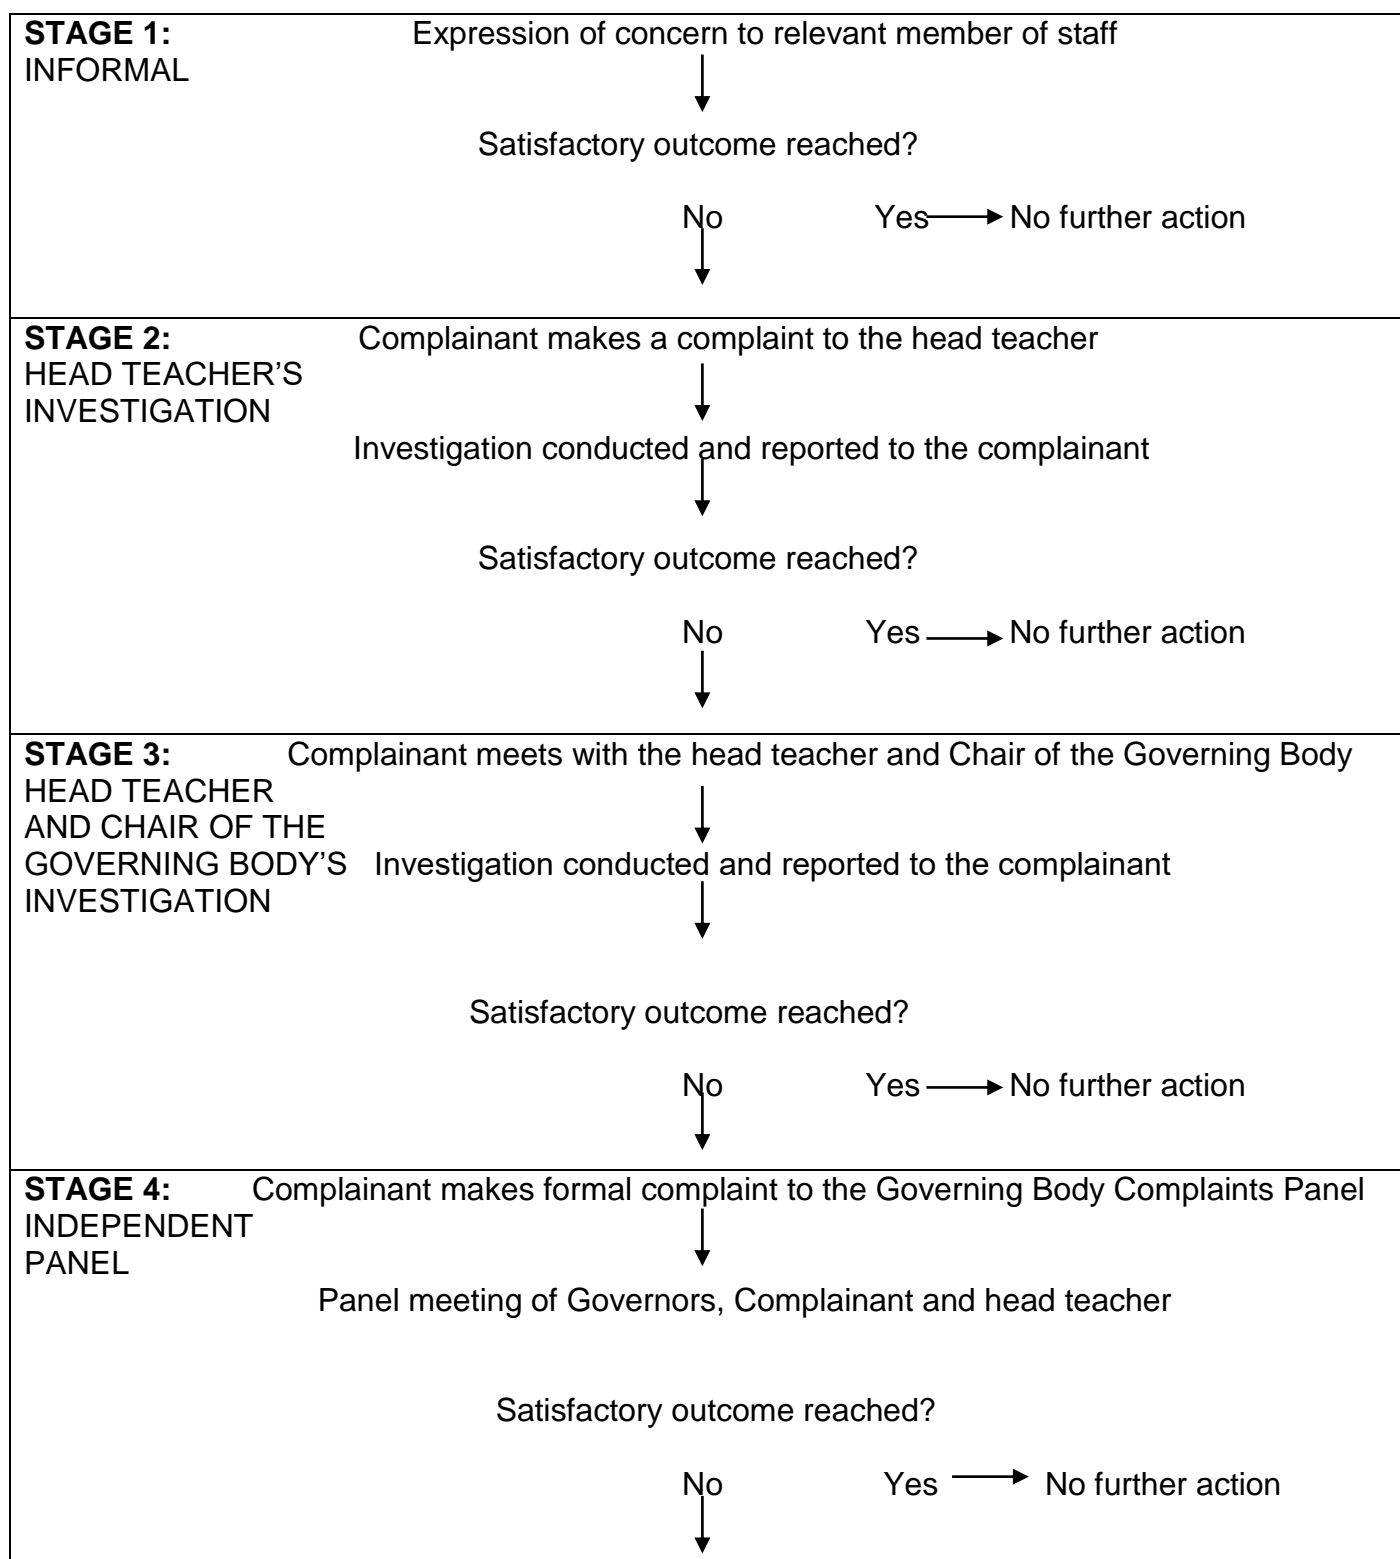 STAGE 1: Expression of concern to relevant member of staff
INFORMAL
Satisfactory outcome reached?
No Yes No further action
STAGE 2: Complainant makes a complaint to the head teacher
HEAD TEACHER’S
INVESTIGATION
Investigation conducted and reported to the complainant
Satisfactory outcome reached?
No Yes No further action
STAGE 3: Complainant meets with the head teacher and Chair of the Governing Body
HEAD TEACHER
AND CHAIR OF THE
GOVERNING BODY’S Investigation conducted and reported to the complainant
INVESTIGATION
Satisfactory outcome reached?
No Yes No further action
STAGE 4: Complainant makes formal complaint to the Governing Body Complaints Panel
INDEPENDENT
PANEL
Panel meeting of Governors, Complainant and head teacher
Satisfactory outcome reached?
No Yes No further action